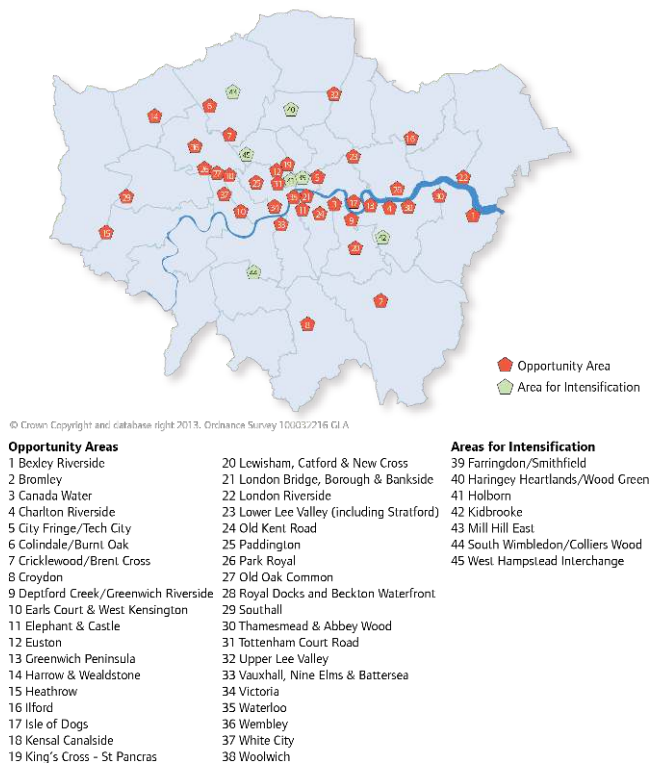 Opportunity Area
Area for Intensification
© Crown Copyright and database right 2013. Ordnance Survey 100032216 GLA
Opportunity Areas
1 Bexley Riverside
2 Bromley
3 Canada Water
4 Charlton Riverside
5 City Fringe/Tech City
6 Colindale/Burnt Oak
7 Cricklewood/Brent Cross
8 Croydon
9 Deptford Creek/Greenwich Riverside
10 Earls Court & West Kensington
11 Elephant & Castle
12 Euston
13 Greenwich Peninsula
14 Harrow & Wealdstone
15 Heathrow
16 Ilford
17 Isle of Dogs
18 Kensal Canalside
19 King's Cross - St Pancras
20 Lewisham, Catford & New Cross
21 London Bridge, Borough & Bankside
22 London Riverside
23 Lower Lee Valley (including Stratford)
24 Old Kent Road
25 Paddington
26 Park Royal
27 Old Oak Common
28 Royal Docks and Beckton Waterfront
29 Southall
30 Thamesmead & Abbey Wood
31 Tottenham Court Road
32 Upper Lee Valley
33 Vauxhall, Nine Elms & Battersea
34 Victoria
35 Waterloo
36 Wembley
37 White City
38 Woolwich
Areas for Intensification
39 Farringdon/Smithfield
40 Haringey Heartlands/Wood Green
41 Holborn
42 Kidbrooke
43 Mill Hill East
44 South Wimbledon/Colliers Wood
45 West Hampstead Interchange